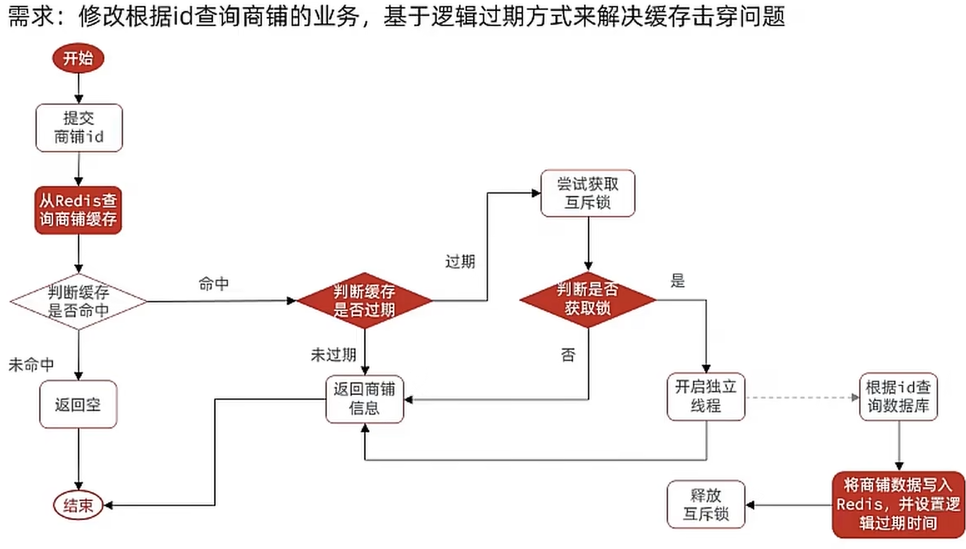 需求：修改根据id查询商铺的业务，基于逻辑过期方式来解决缓存击穿问题
开始
提交
商铺id
从Redis查
询商铺缓存
判断缓存
是否命中
命中
未命中
返回空
结束
判断缓存
是否过期
过期
未过期
返回商铺
信息
尝试获取
互斥锁
判断是否
获取锁
是
否
开启独立
线程
根据id查
询数据库
将商铺数据写入
Redis，并设置逻
辑过期时间
释放
互斥锁